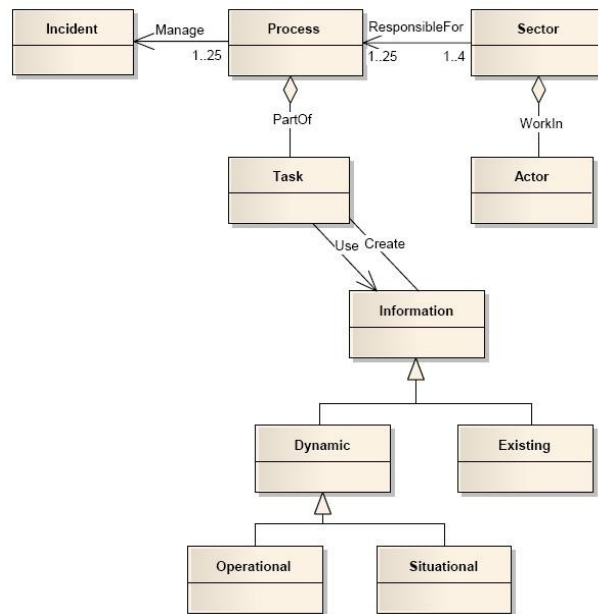 Incident
Manage
1..25
Process
ResponsibleFor
1..25
1..4
Sector
PartOf
WorkIn
Task
Actor
Use
Create
Information
Dynamic
Existing
Operational
Situational